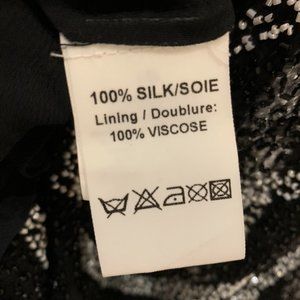 100% SILK/SOIE
Lining / Doublure:
100% VISCOSE